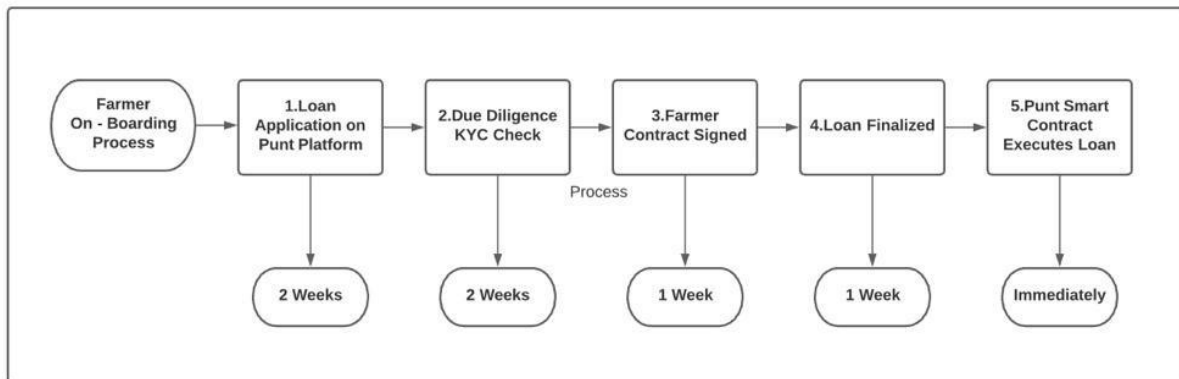 Farmer
On - Boarding
Process
1.Loan
Application on
Punt Platform
2.Due Diligence
KYC Check
3.Farmer
Contract Signed
4.Loan Finalized
5.Punt Smart
Contract
Executes Loan
Process
2 Weeks
2 Weeks
1 Week
1 Week
Immediately